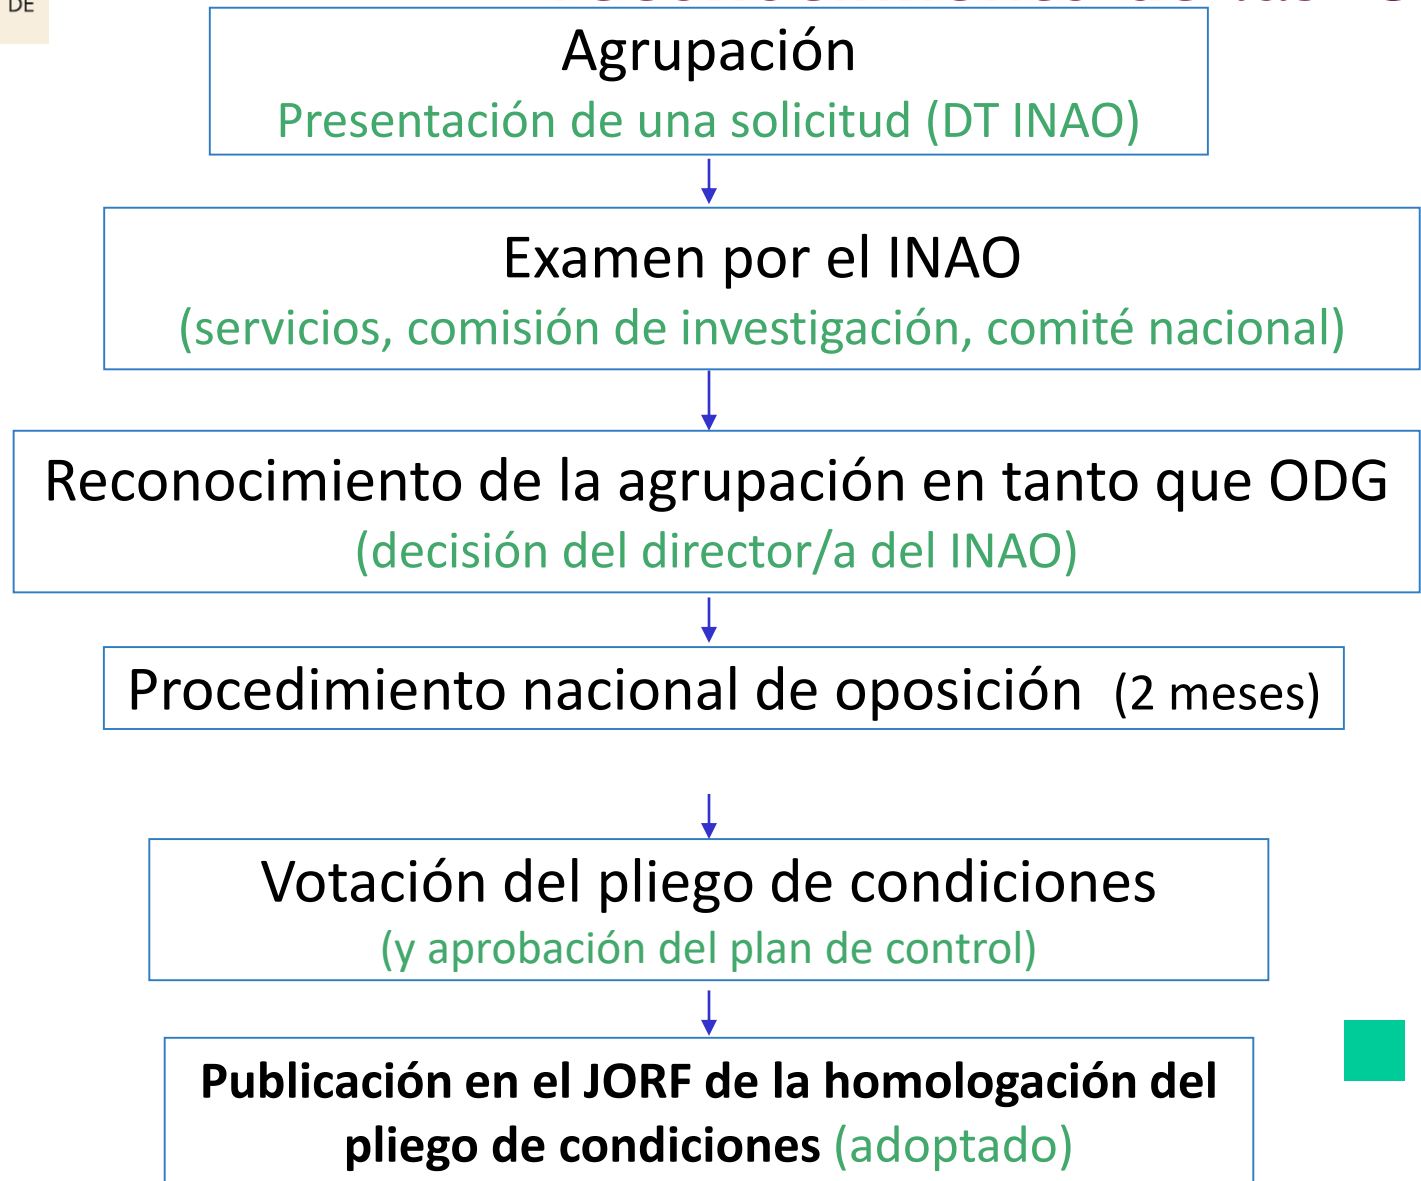 DE
Agrupación
Presentación de una solicitud (DT INAO)
Examen por el INAO
(servicios, comisión de investigación, comité nacional)
Reconocimiento de la agrupación en tanto que ODG
(decisión del director/a del INAO)
Procedimiento nacional de oposición (2 meses)
Votación del pliego de condiciones
(y aprobación del plan de control)
Publicación en el JORF de la homologación del
pliego de condiciones (adoptado)